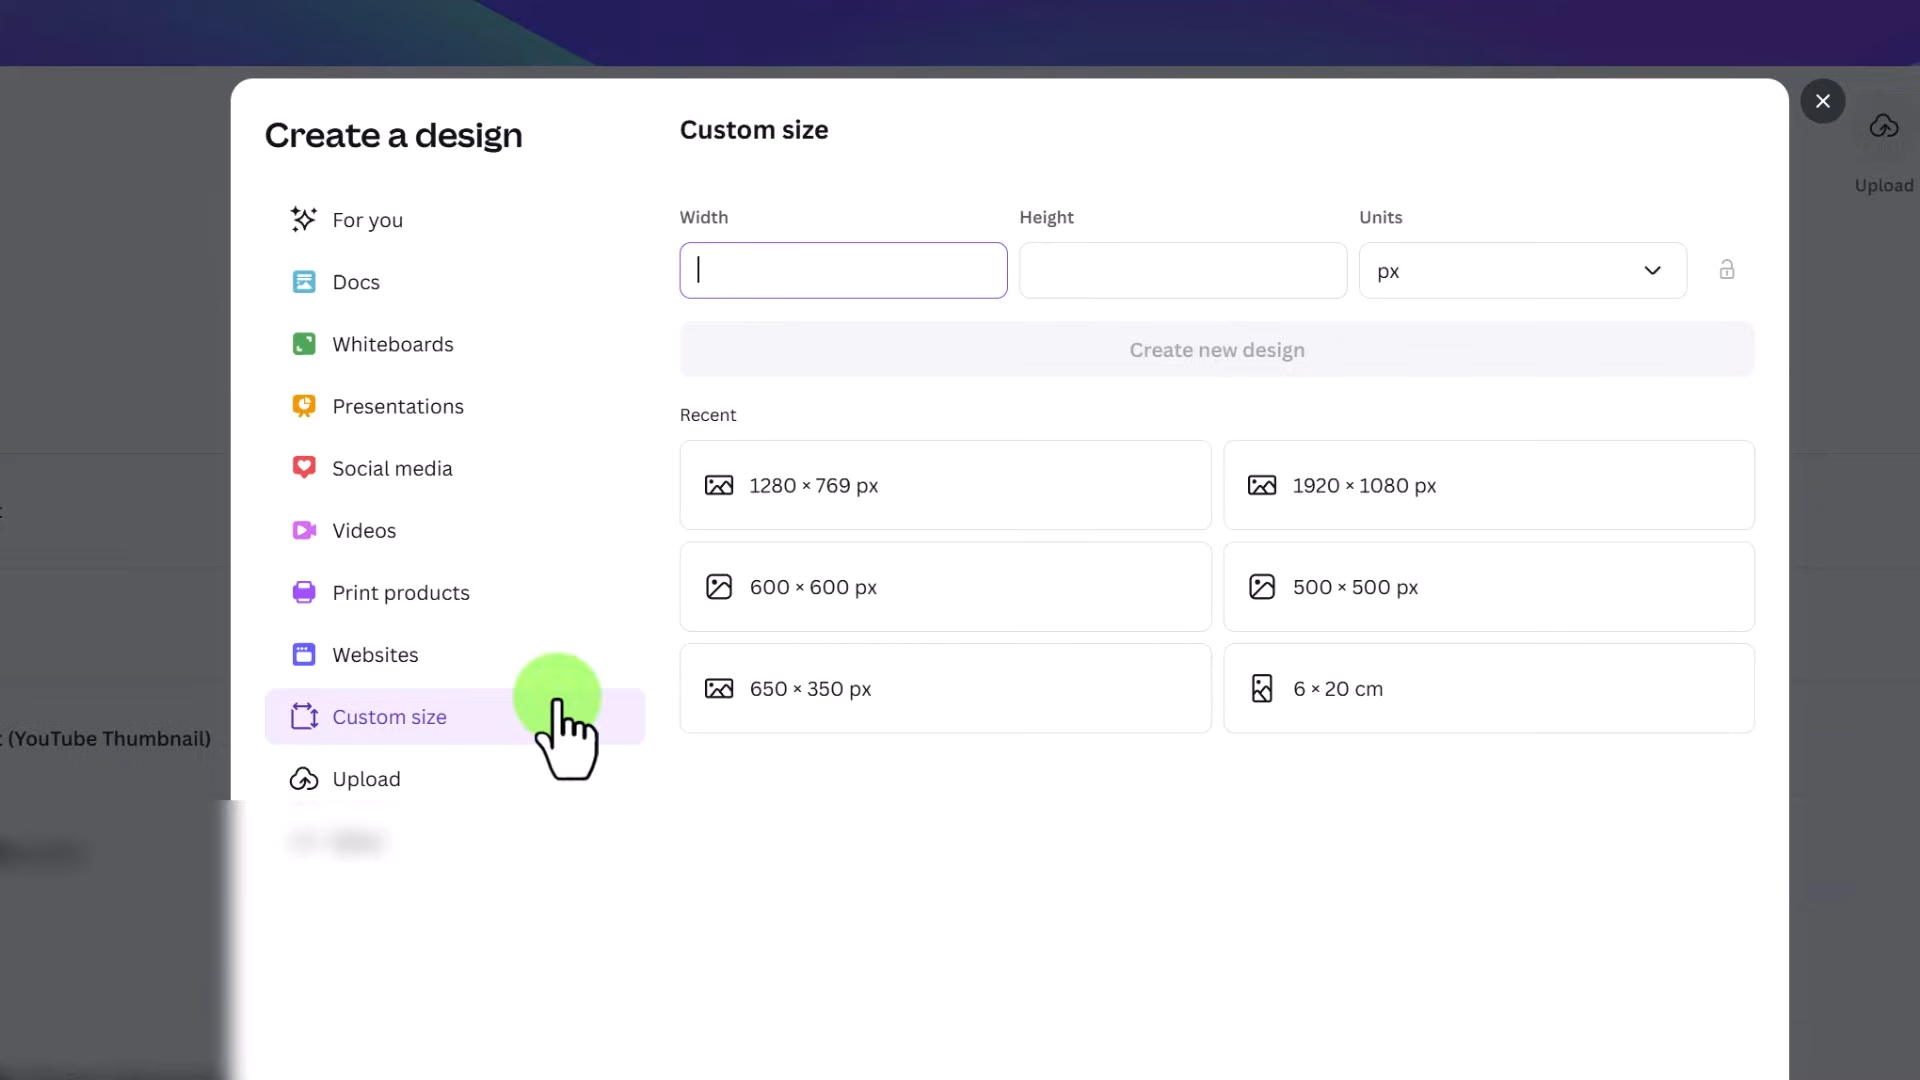 Create a design
Custom size
Upload
For you
Docs
Whiteboards
Presentations
Social media
Videos
Print products
Websites
Custom size
Upload
Width
Height
Units
px
Create new design
Recent
1280 × 769 px
1920 × 1080 px
600 × 600 px
500 × 500 px
650 × 350 px
6 × 20 cm
(YouTube Thumbnail)